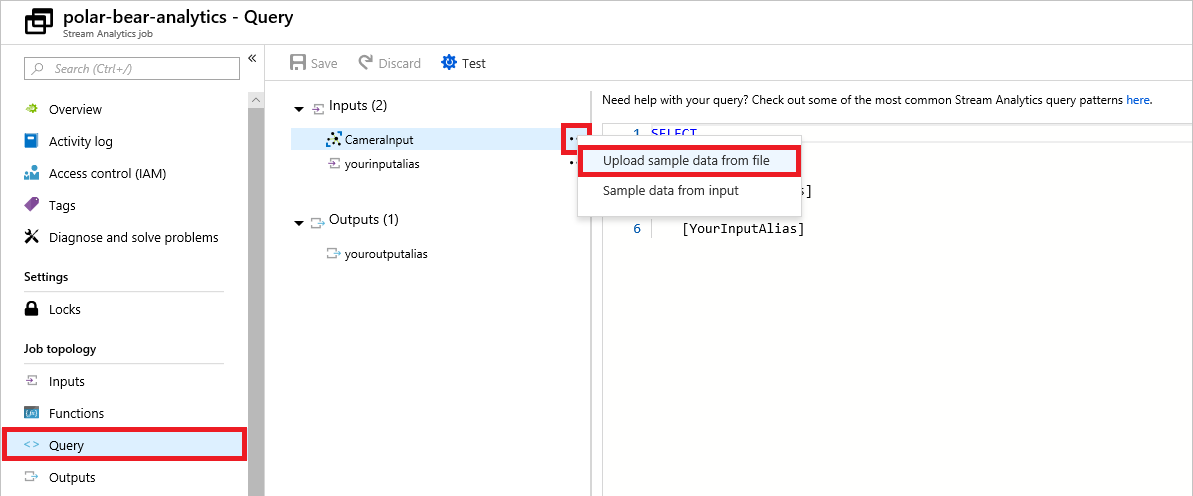 polar-bear-analytics - Query
Stream Analytics job
Search (Ctrl+/)
«
Overview
Activity log
Access control (IAM)
Tags
Diagnose and solve problems
Settings
Locks
Job topology
Inputs
Functions
<> Query
Outputs
Save
Discard
Test
Inputs (2)
CameraInput
yourinputalias
Outputs (1)
youroutputalias
Need help with your query? Check out some of the most common Stream Analytics query patterns here.
1 SELECT
Upload sample data from file
Sample data from input
]
6 [YourInputAlias]